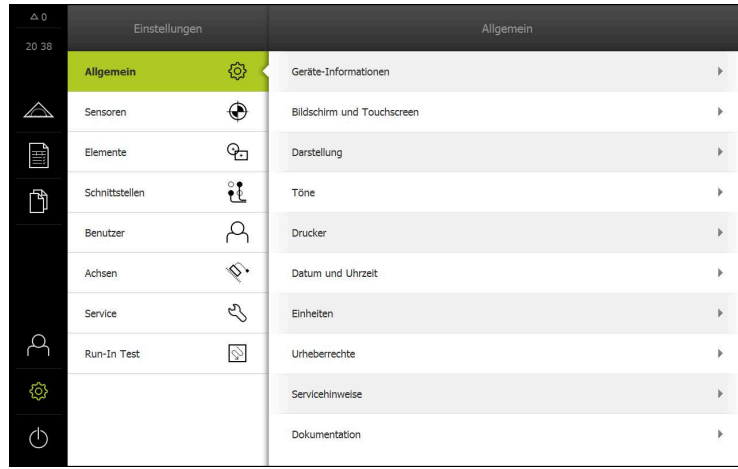 0
20 38
Einstellungen
Allgemein
Sensoren
Elemente
Schnittstellen
Benutzer
Achsen
Service
Run-In Test
Allgemein
Geräte-Informationen
Bildschirm und Touchscreen
Darstellung
Töne
Drucker
Datum und Uhrzeit
Einheiten
Urheberrechte
Servicehinweise
Dokumentation